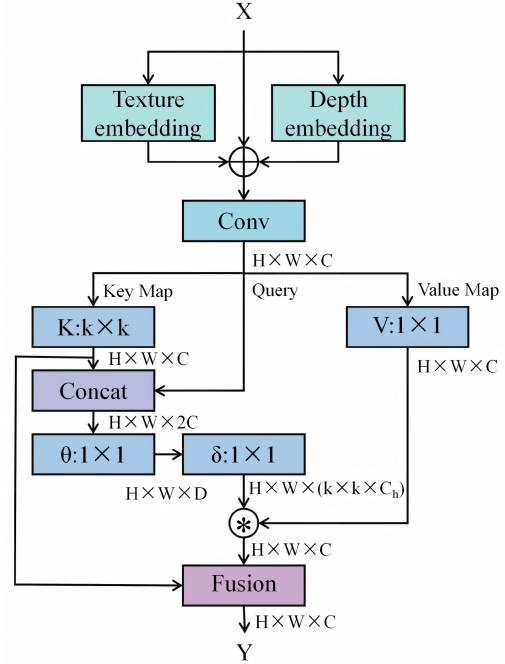 X
Texture
embedding
Depth
embedding
Conv
H×W×C
Key Map
Query
Value Map
K:k×k
V:1×1
H×W×C
H×W×C
Concat
H×W×2C
θ:1×1
δ:1×1
H×W×D
H×W×(k×k×Cₕ)
*
H×W×C
Fusion
H×W×C
Y